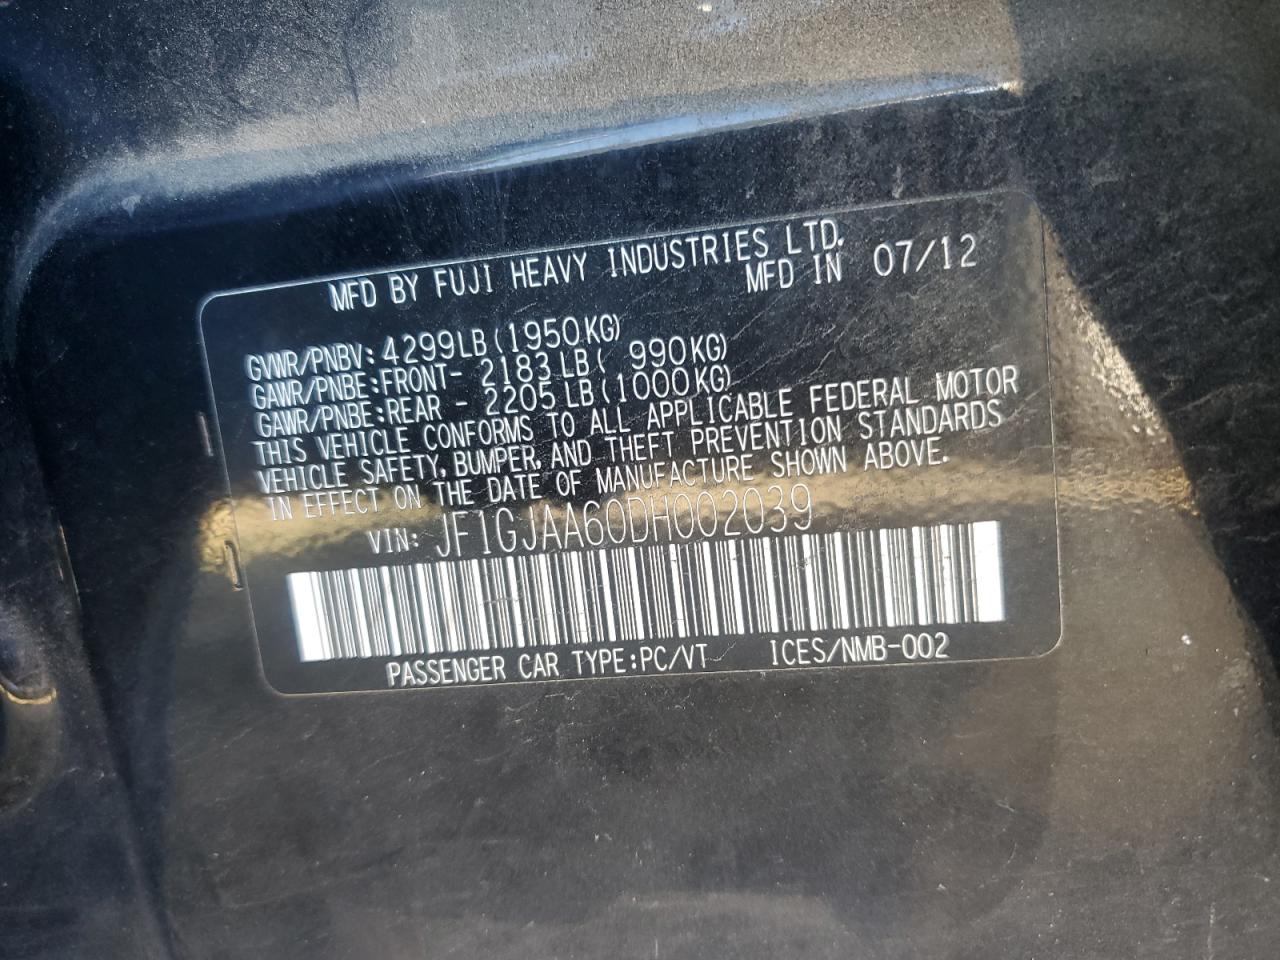 MFD BY FUJI HEAVY INDUSTRIES LTD.
MFD IN 07/12
GVWR/PNBV:4299LB(1950KG)
GAWR/PNBE:FRONT- 2183LB( 990KG)
GAWR/PNBE:REAR - 2205LB(1000KG)
THIS VEHICLE CONFORMS TO ALL APPLICABLE FEDERAL MOTOR
VEHICLE SAFETY, BUMPER, AND THEFT PREVENTION STANDARDS
IN EFFECT ON THE DATE OF MANUFACTURE SHOWN ABOVE.
VIN: JF1GJAA60DH002039
PASSENGER CAR TYPE:PC/VT ICES/NMB-002